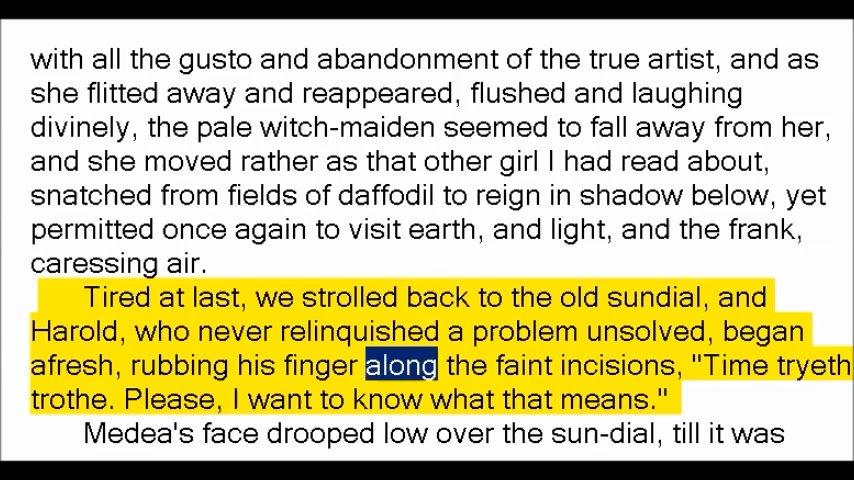 with all the gusto and abandonment of the true artist, and as
she flitted away and reappeared, flushed and laughing
divinely, the pale witch-maiden seemed to fall away from her,
and she moved rather as that other girl I had read about,
snatched from fields of daffodil to reign in shadow below, yet
permitted once again to visit earth, and light, and the frank,
caressing air.
Tired at last, we strolled back to the old sundial, and
Harold, who never relinquished a problem unsolved, began
afresh, rubbing his finger along the faint incisions, "Time tryeth
trothe. Please, I want to know what that means."
Medea's face drooped low over the sun-dial, till it was